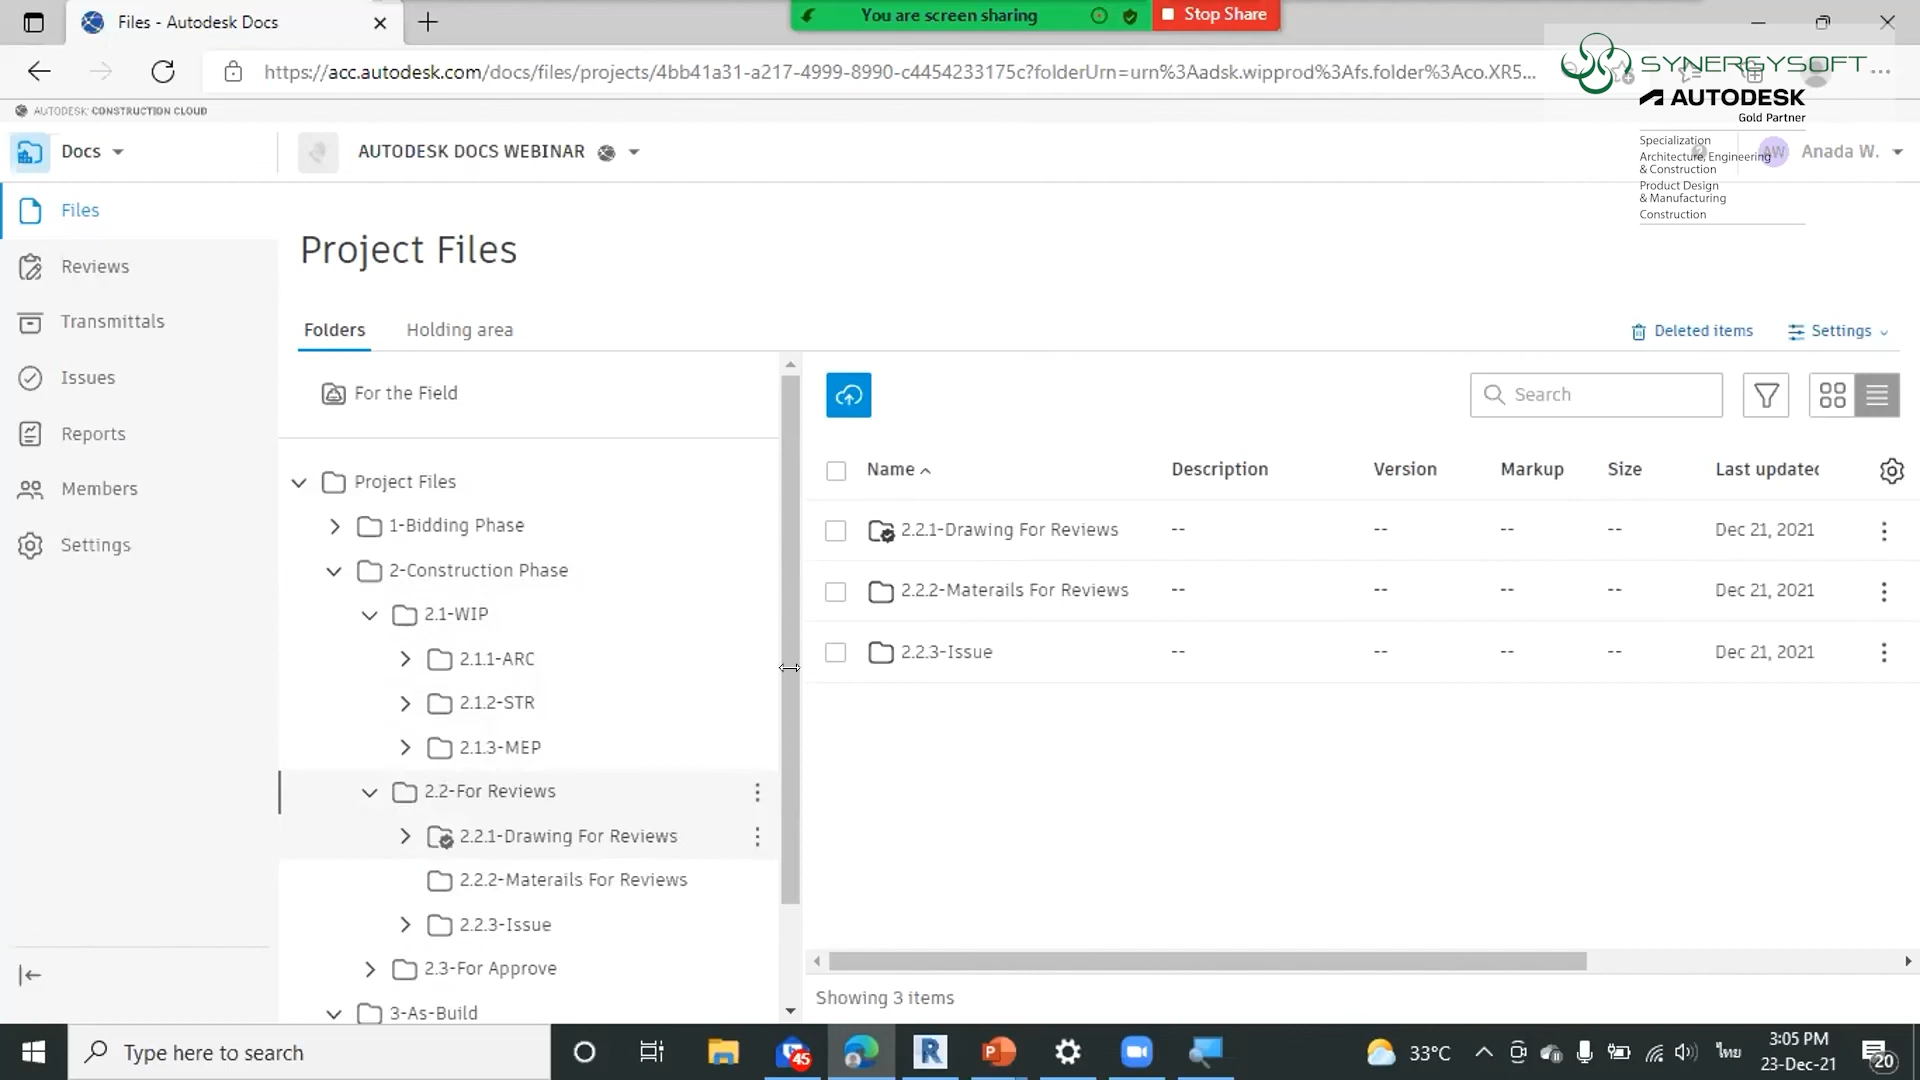 Files - Autodesk Docs
You are screen sharing
Stop Share
https://acc.autodesk.com/docs/files/projects/4bb41a31-a217-4999-8990-c4454233175c?folderUrn=urn%3Aadsk.wipprod%3Afs.folder%3Aco.XR5...
SYNERGYSOFT
AUTODESK
Gold Partner
Specialization
Architecture, Engineering
& Construction
Product Design
& Manufacturing
Construction
AUTODESK CONSTRUCTION CLOUD
Docs
AUTODESK DOCS WEBINAR
AW
Anada W.
Files
Reviews
Transmittals
Issues
Reports
Members
Settings
Project Files
Folders
Holding area
Deleted items
Settings
For the Field
Project Files
1-Bidding Phase
2-Construction Phase
2.1-WIP
2.1.1-ARC
2.1.2-STR
2.1.3-MEP
2.2-For Reviews
2.2.1-Drawing For Reviews
2.2.2-Materails For Reviews
2.2.3-Issue
2.3-For Approve
3-As-Build
Search
Name Description Version Markup Size Last updated
2.2.1-Drawing For Reviews -- -- -- -- Dec 21, 2021
2.2.2-Materails For Reviews -- -- -- -- Dec 21, 2021
2.2.3-Issue -- -- -- -- Dec 21, 2021
Showing 3 items
Type here to search
45
33°C
ไทย
3:05 PM
23-Dec-21
20